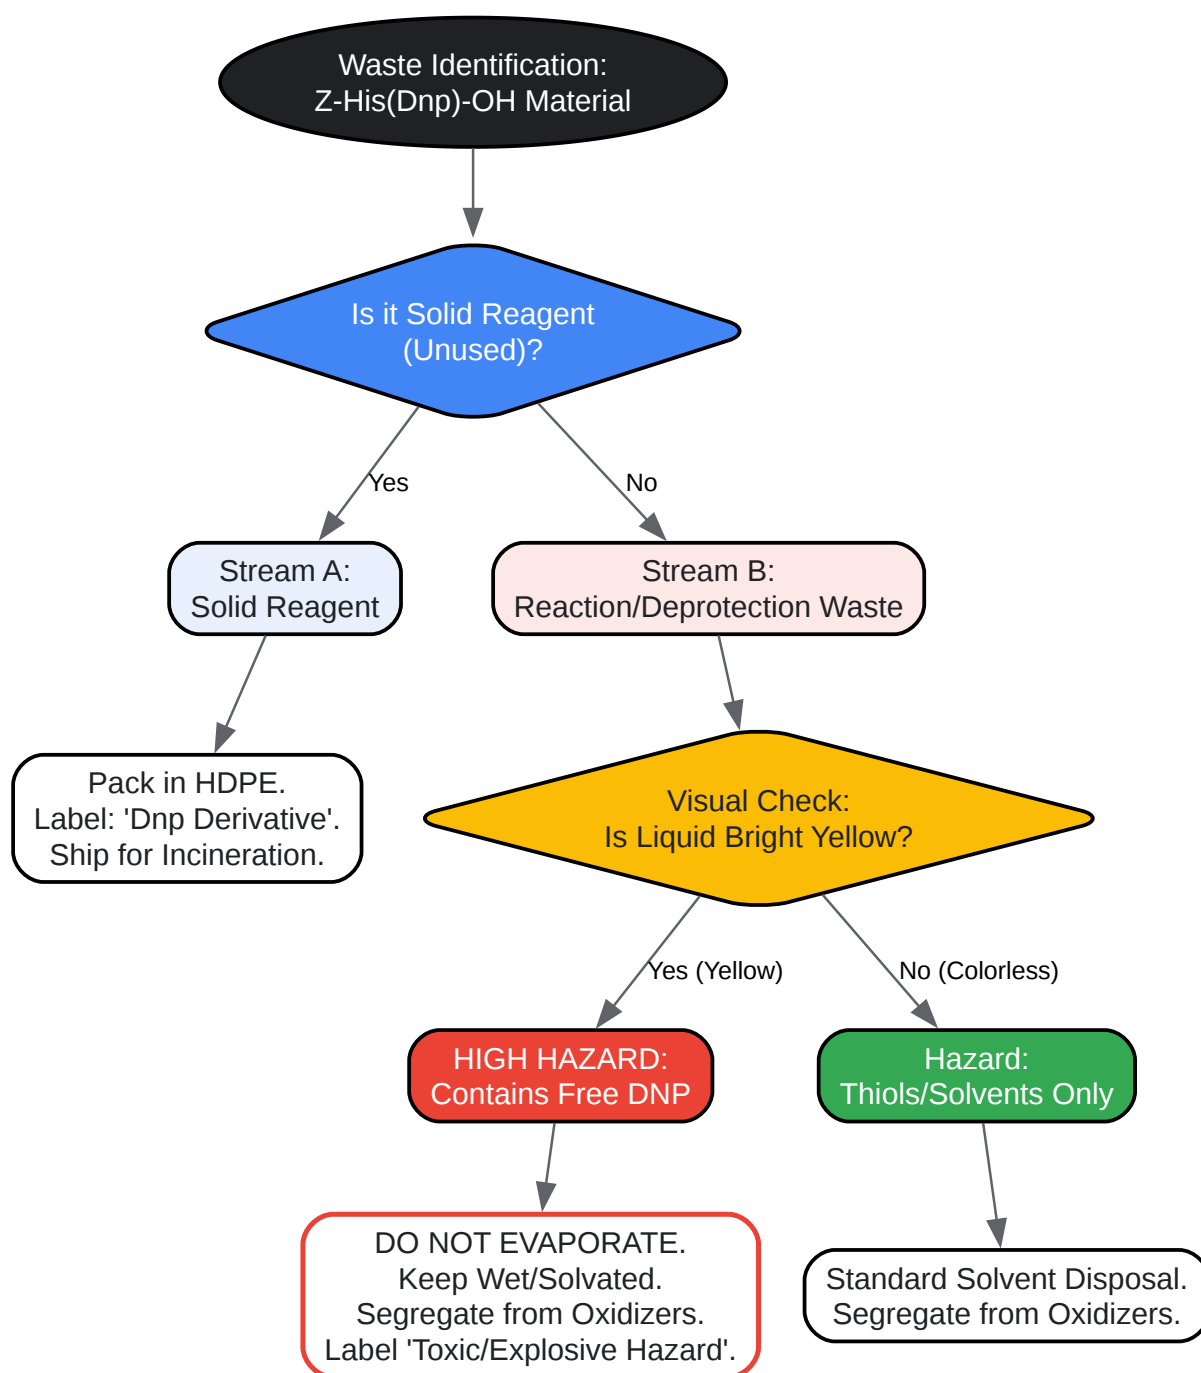 Waste Identification:
Z-His(Dnp)-OH Material
Is it Solid Reagent
(Unused)?
Yes
No
Stream A:
Solid Reagent
Stream B:
Reaction/Deprotection Waste
Pack in HDPE.
Label: 'Dnp Derivative'.
Ship for Incineration.
Visual Check:
Is Liquid Bright Yellow?
Yes (Yellow)
No (Colorless)
HIGH HAZARD:
Contains Free DNP
Hazard:
Thiols/Solvents Only
DO NOT EVAPORATE.
Keep Wet/Solvated.
Segregate from Oxidizers.
Label 'Toxic/Explosive Hazard'.
Standard Solvent Disposal.
Segregate from Oxidizers.